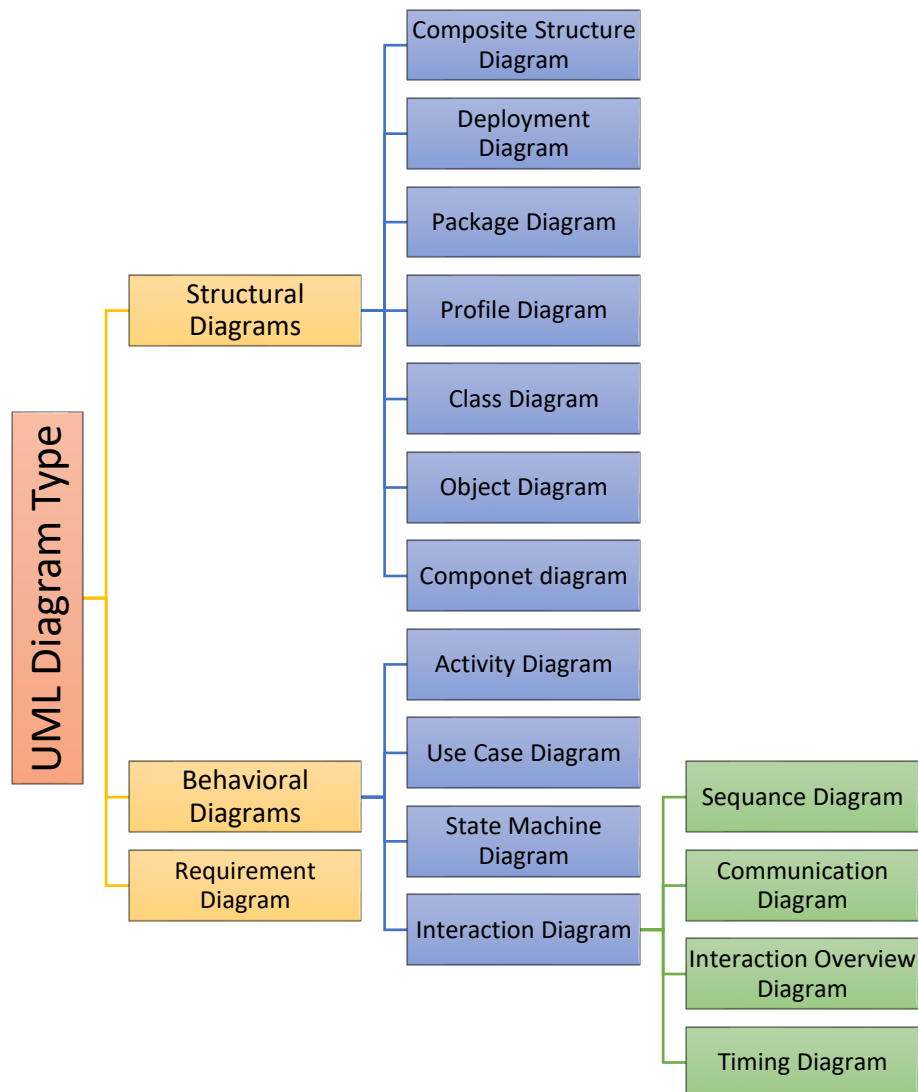 UML Diagram Type
Structural
Diagrams
Composite Structure
Diagram
Deployment
Diagram
Package Diagram
Profile Diagram
Class Diagram
Object Diagram
Componet diagram
Behavioral
Diagrams
Activity Diagram
Use Case Diagram
State Machine
Diagram
Interaction Diagram
Sequance Diagram
Communication
Diagram
Interaction Overview
Diagram
Timing Diagram
Requirement
Diagram